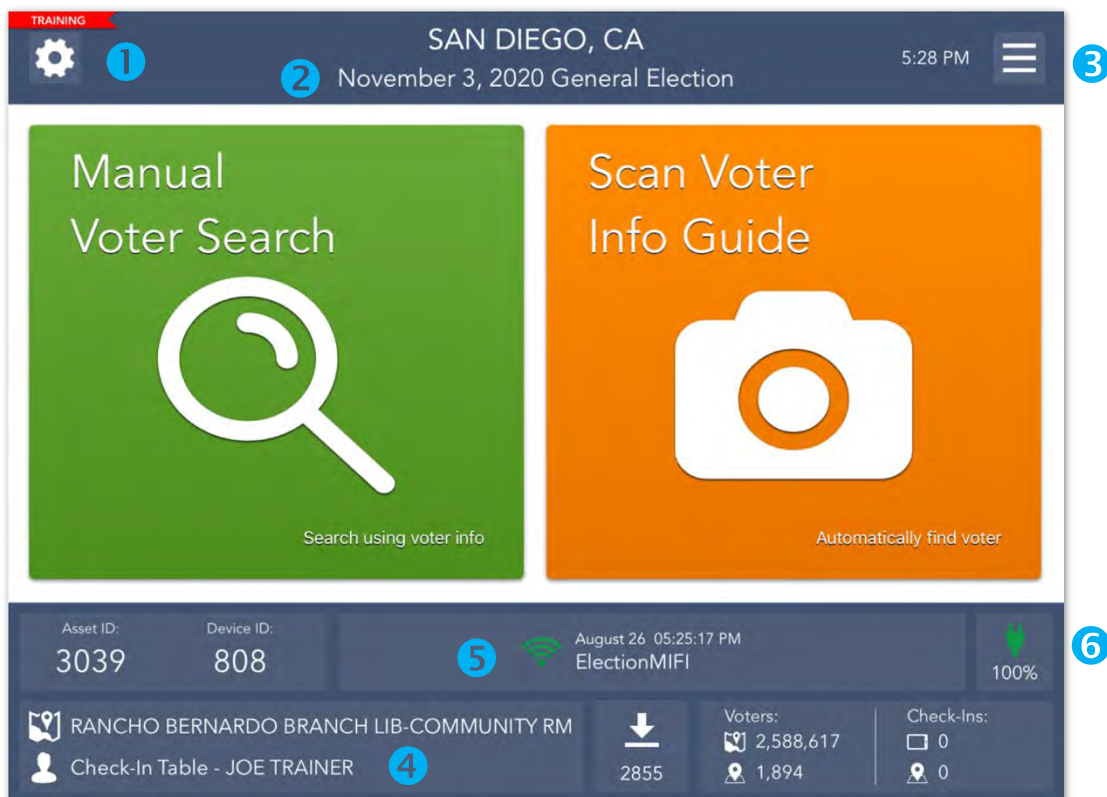 TRAINING
1
SAN DIEGO, CA
2 November 3, 2020 General Election
5:28 PM
3
Manual
Voter Search
Search using voter info
Scan Voter
Info Guide
Automatically find voter
Asset ID:
3039
Device ID:
808
5
August 26 05:25:17 PM
ElectionMIFI
100%
6
RANCHO BERNARDO BRANCH LIB-COMMUNITY RM
Check-In Table - JOE TRAINER 4
2855
Voters:
2,588,617
1,894
Check-Ins:
0
0